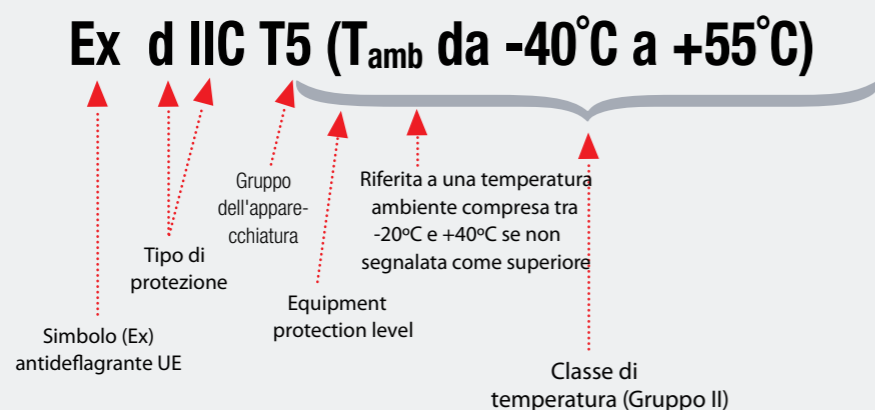 Ex d IIC T5 (Tamb da -40°C a +55°C)
Gruppo
dell'appare-
cchiatura
Riferita a una temperatura
ambiente compresa tra
-20ºC e +40ºC se non
segnalata come superiore
Tipo di
protezione
Equipment
protection level
Simbolo (Ex)
antideflagrante UE
Classe di
temperatura (Gruppo II)